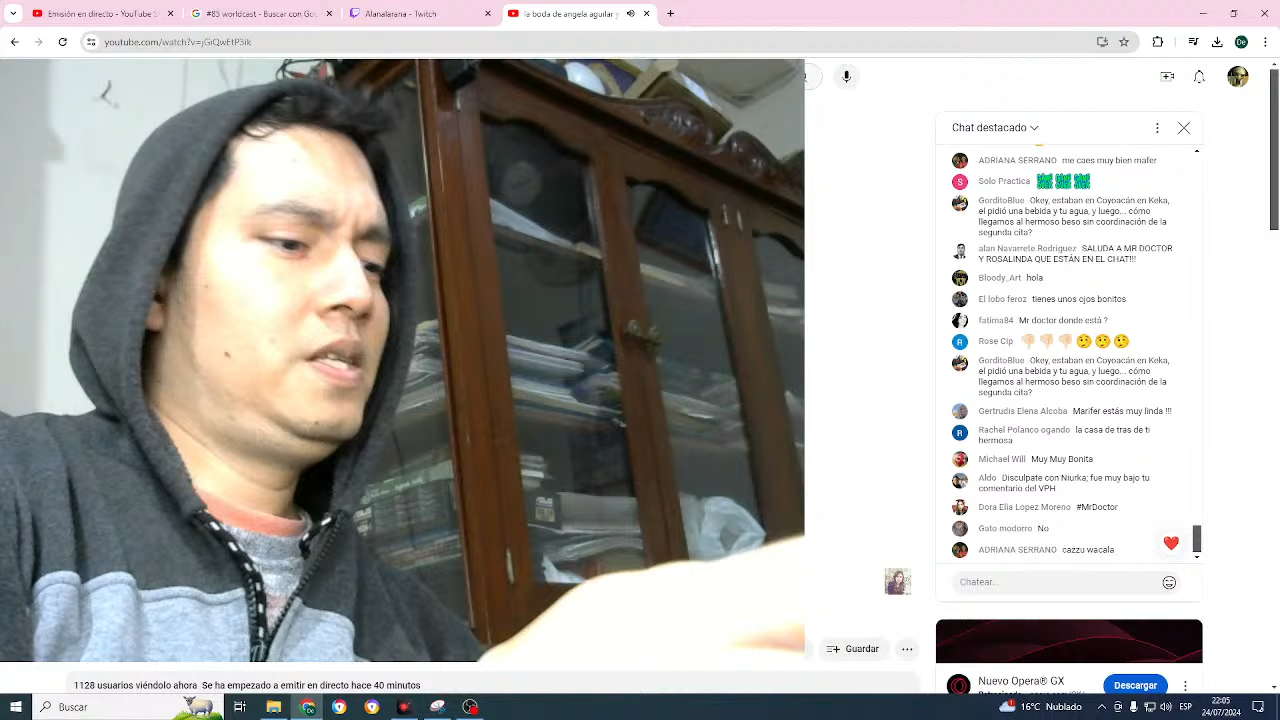 Emisión en directo - YouTube S
#85 worldcast - Buscar con Go
Alanalarana - Twitch
la boda de angela aguilar y
youtube.com/watch?v=jGiQwEtP3ik
De
Chat destacado
ADRIANA SERRANO me caes muy bien mafer
S Solo Practica
GorditoBlue Okey, estaban en Coyoacán en Keka,
el pidió una bebida y tu agua, y luego... cómo
llegamos al hermoso beso sin coordinación de la
segunda cita?
alan Navarrete Rodriguez SALUDA A MR DOCTOR
Y ROSALINDA QUE ESTÁN EN EL CHAT!!!
Bloody_Art hola
El lobo feroz tienes unos ojos bonitos
fatima84 Mr doctor donde está ?
R Rose Cip
GorditoBlue Okey, estaban en Coyoacán en Keka,
el pidió una bebida y tu agua, y luego... cómo
llegamos al hermoso beso sin coordinación de la
segunda cita?
Gertrudis Elena Alcoba Marifer estás muy linda !!!
R Rachel Polanco ogando la casa de tras de ti
hermosa
Michael Will Muy Muy Bonita
Aldo Disculpate con Niurka; fue muy bajo tu
comentario del VPH
Dora Elia Lopez Moreno #MrDoctor
Gato modorro No
ADRIANA SERRANO cazzu wacala
Chatear...
Guardar
1128 usuarios viéndolo ahora Se ha empezado a emitir en directo hace 40 minutos
Nuevo Opera® GX
Descargar
Buscar
16°C Nublado
ESP
22:05
24/07/2024